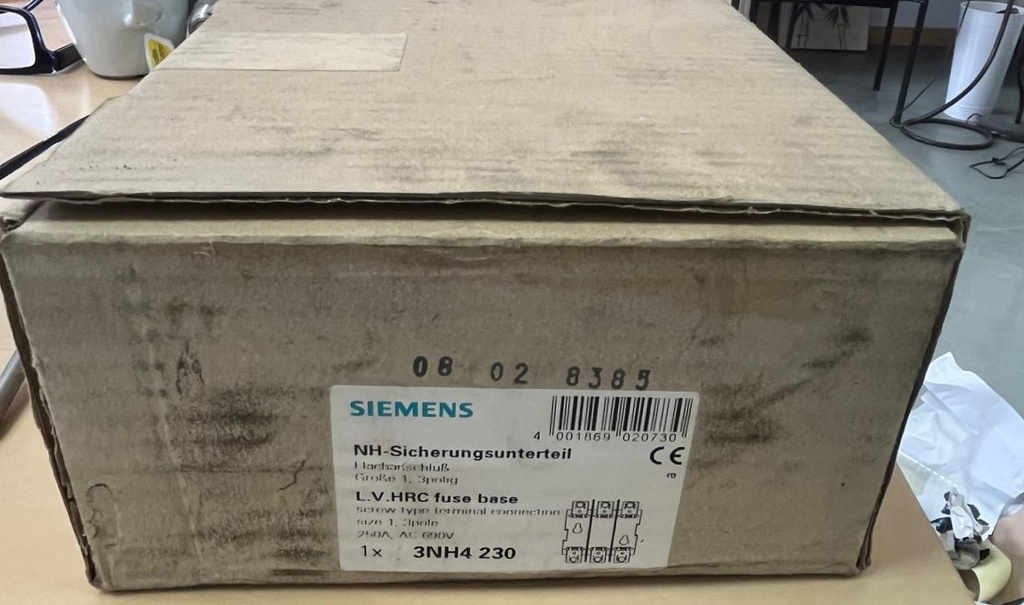 08 02 8385
SIEMENS
4 001869 020730
NH-Sicherungsunterteil
CE
Flachanschluß
Größe 1, 3polig
L.V.HRC fuse base
screw type terminal connection
size 1, 3pole
250A, AC 690V
1x 3NH4 230